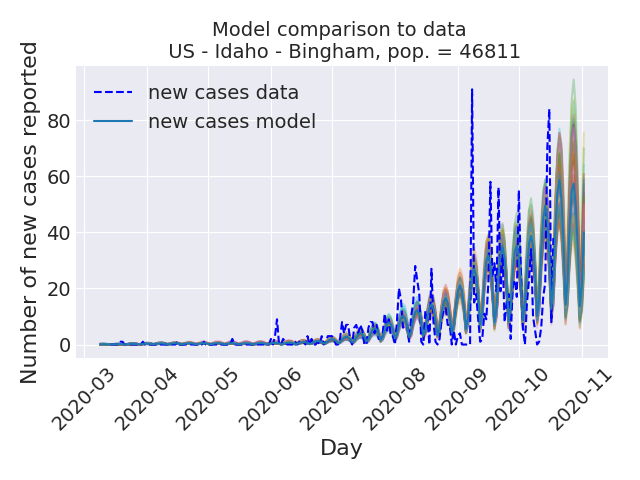 Model comparison to data
US - Idaho - Bingham, pop. = 46811
Number of new cases reported
new cases data
new cases model
80
60
40
20
0
2020-03
2020-04
2020-05
2020-06
2020-07
2020-08
2020-09
2020-10
2020-11
Day